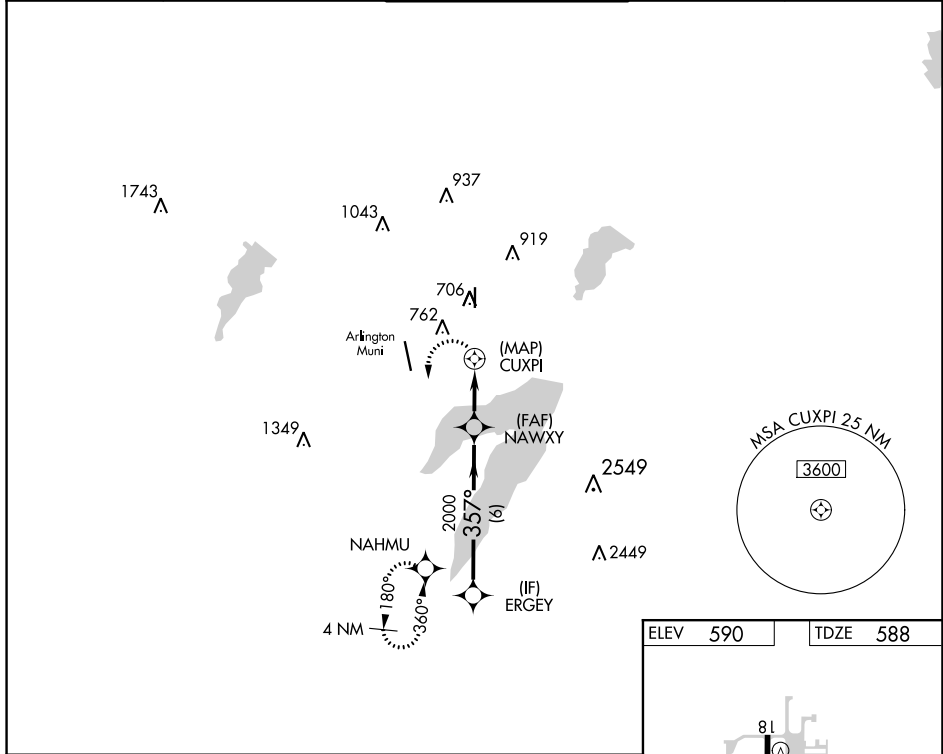 1743
937
1043
919
706
762
Arlington
Muni
(MAP)
CUXPI
1349
(FAF)
NAWXY
2549
MSA CUXPI 25 NM
3600
2000
357°
(6)
NAHMU
2449
180°
360°
(IF)
ERGEY
4 NM
ELEV 590
TDZE 588
18